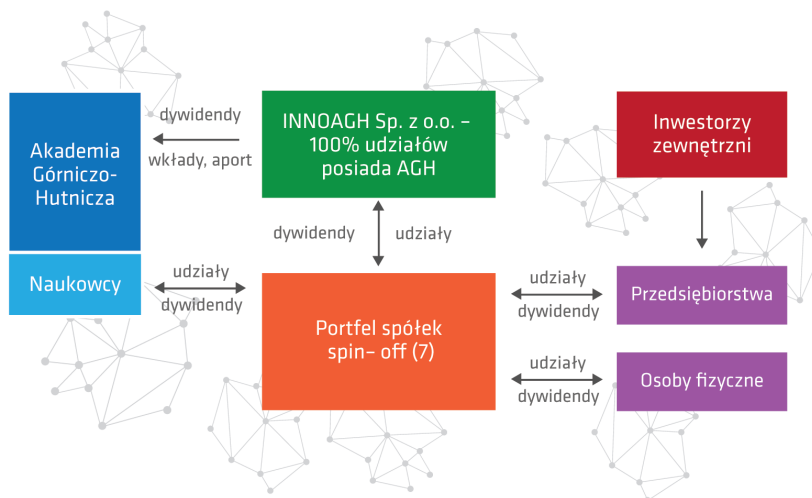 Akademia
Górniczo-
Hutnicza
Naukowcy
dywidendy
wkłady, aport
INNOAGH Sp. z o.o. –
100% udziałów
posiada AGH
Inwestorzy
zewnętrzni
dywidendy
udziały
udziały
dywidendy
Portfel spółek
spin– off (7)
udziały
dywidendy
Przedsiębiorstwa
udziały
dywidendy
Osoby fizyczne